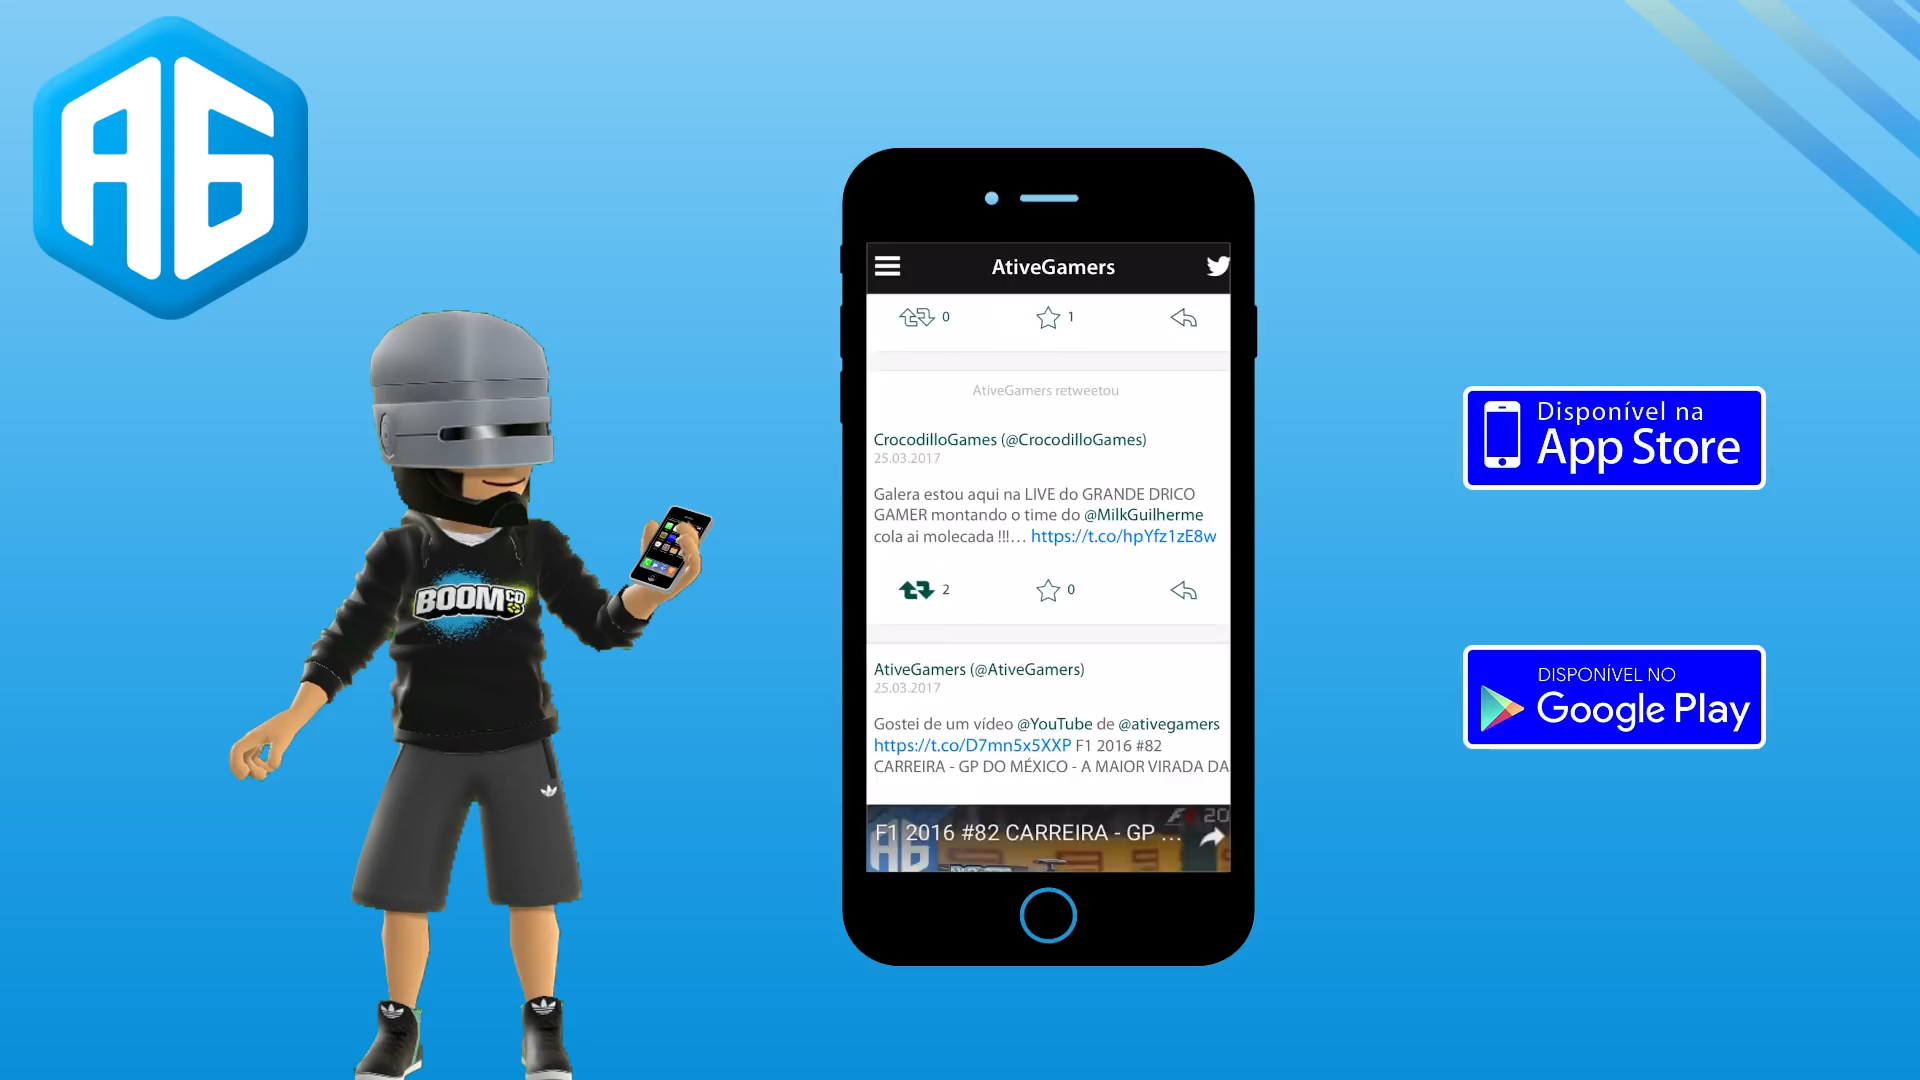 AG
AtiveGamers
0
1
AtiveGamers retweetou
CrocodilloGames (@CrocodilloGames)
25.03.2017
Galera estou aqui na LIVE do GRANDE DRICO
GAMER montando o time do @MilkGuilherme
cola ai molecada !!!… https://t.co/hpYfz1zE8w
2
0
AtiveGamers (@AtiveGamers)
25.03.2017
Gostei de um vídeo @YouTube de @ativegamers
https://t.co/D7mn5x5XXP F1 2016 #82
CARREIRA - GP DO MÉXICO - A MAIOR VIRADA DA
F1 2016 #82 CARREIRA - GP ...
AG
BOOMCO
Disponível na
App Store
DISPONÍVEL NO
Google Play